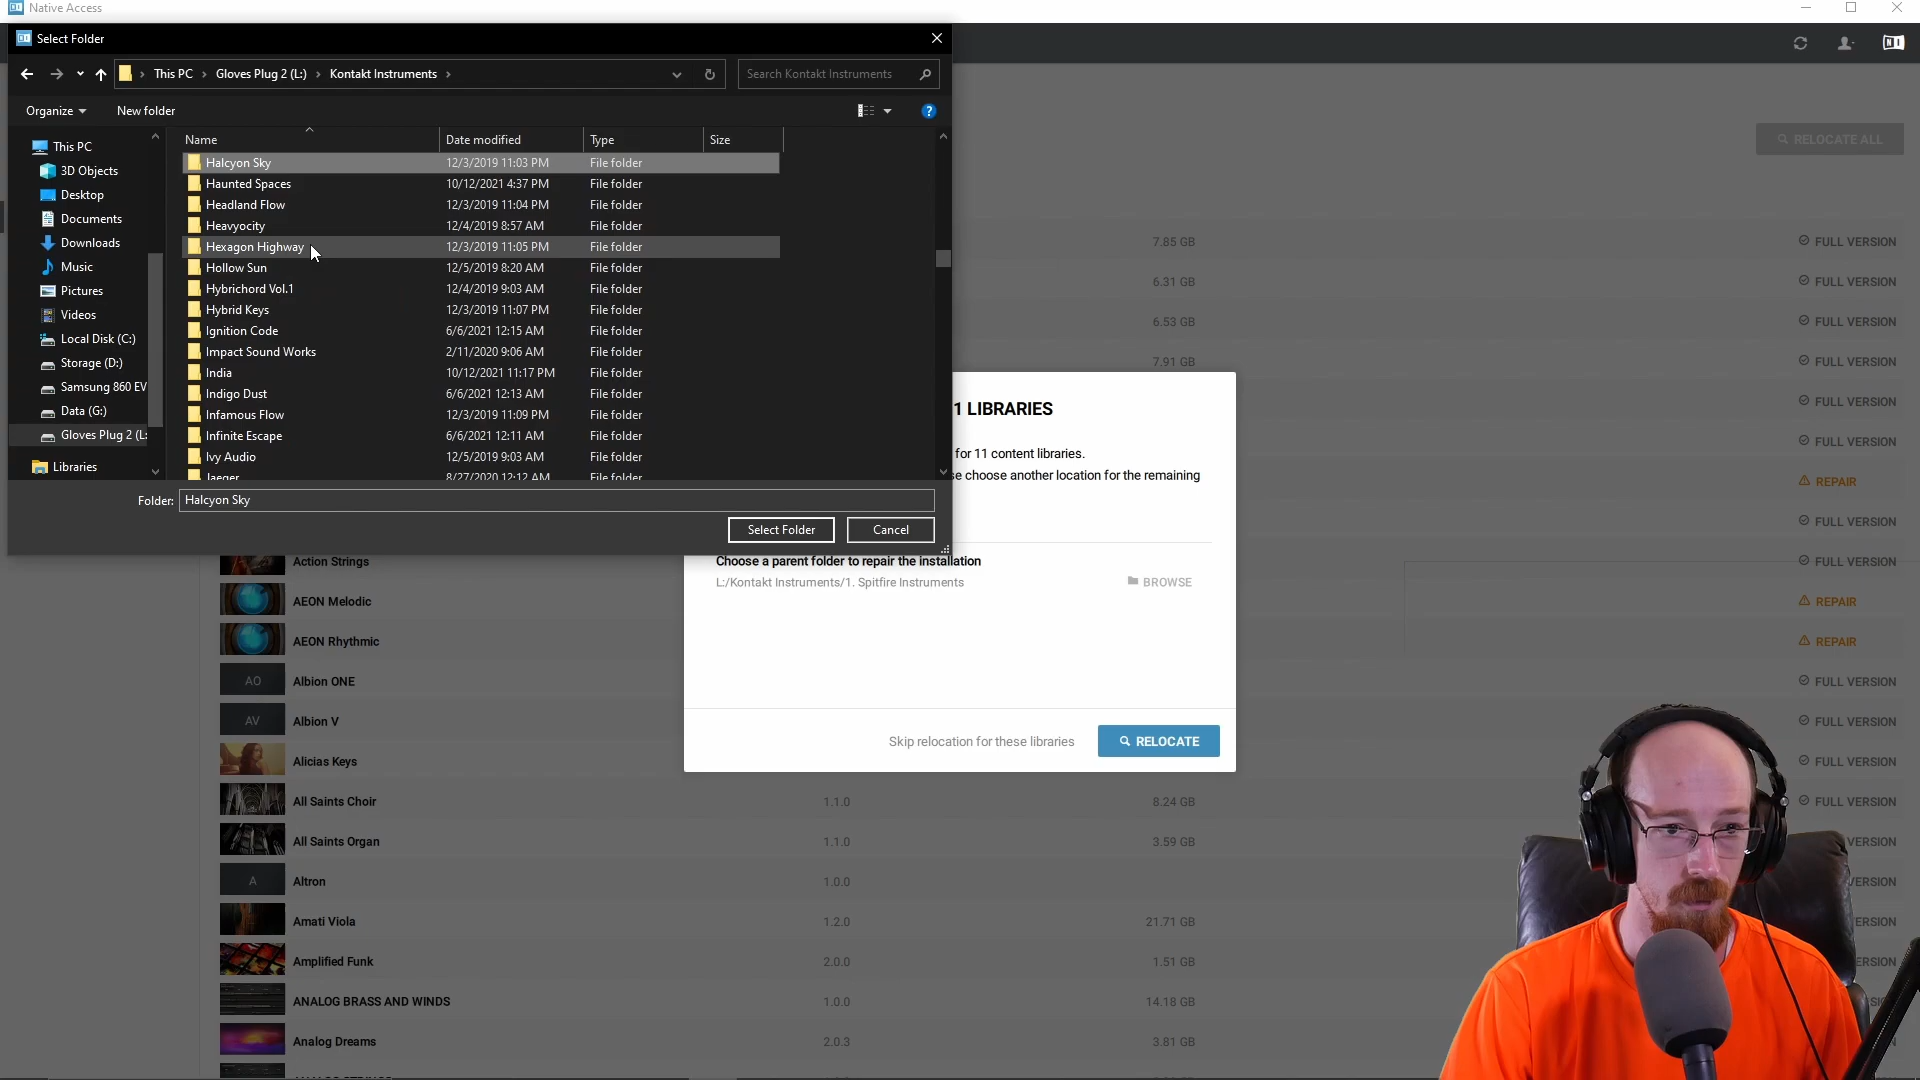 Native Access
Select Folder
This PC > Gloves Plug 2 (L:) > Kontakt Instruments >
Search Kontakt Instruments
Organize
New folder
RELOCATE ALL
Name Date modified Type Size
This PC
3D Objects
Desktop
Documents
Downloads
Music
Pictures
Videos
Local Disk (C:)
Storage (D:)
Samsung 860 EV
Data (G:)
Gloves Plug 2 (L:
Libraries
Halcyon Sky 12/3/2019 11:03 PM File folder
Haunted Spaces 10/12/2021 4:37 PM File folder
Headland Flow 12/3/2019 11:04 PM File folder
Heavyocity 12/4/2019 8:57 AM File folder
Hexagon Highway 12/3/2019 11:05 PM File folder
Hollow Sun 12/5/2019 8:20 AM File folder
Hybrichord Vol.1 12/4/2019 9:03 AM File folder
Hybrid Keys 12/3/2019 11:07 PM File folder
Ignition Code 6/6/2021 12:15 AM File folder
Impact Sound Works 2/11/2020 9:06 AM File folder
India 10/12/2021 11:17 PM File folder
Indigo Dust 6/6/2021 12:13 AM File folder
Infamous Flow 12/3/2019 11:09 PM File folder
Infinite Escape 6/6/2021 12:11 AM File folder
Ivy Audio 12/5/2019 9:03 AM File folder
Jaeger 8/27/2020 12:12 AM File folder
Folder: Halcyon Sky
Select Folder
Cancel
7.85 GB FULL VERSION
6.31 GB FULL VERSION
6.53 GB FULL VERSION
7.91 GB FULL VERSION
FULL VERSION
FULL VERSION
REPAIR
FULL VERSION
1 LIBRARIES
for 11 content libraries.
se choose another location for the remaining
Choose a parent folder to repair the installation
L:/Kontakt Instruments/1. Spitfire Instruments
BROWSE
Skip relocation for these libraries
RELOCATE
Action Strings FULL VERSION
AEON Melodic REPAIR
AEON Rhythmic REPAIR
AO Albion ONE FULL VERSION
AV Albion V FULL VERSION
Alicias Keys FULL VERSION
All Saints Choir 1.1.0 8.24 GB FULL VERSION
All Saints Organ 1.1.0 3.59 GB VERSION
A Altron 1.0.0 VERSION
Amati Viola 1.2.0 21.71 GB ERSION
Amplified Funk 2.0.0 1.51 GB ERSION
ANALOG BRASS AND WINDS 1.0.0 14.18 GB
Analog Dreams 2.0.3 3.81 GB